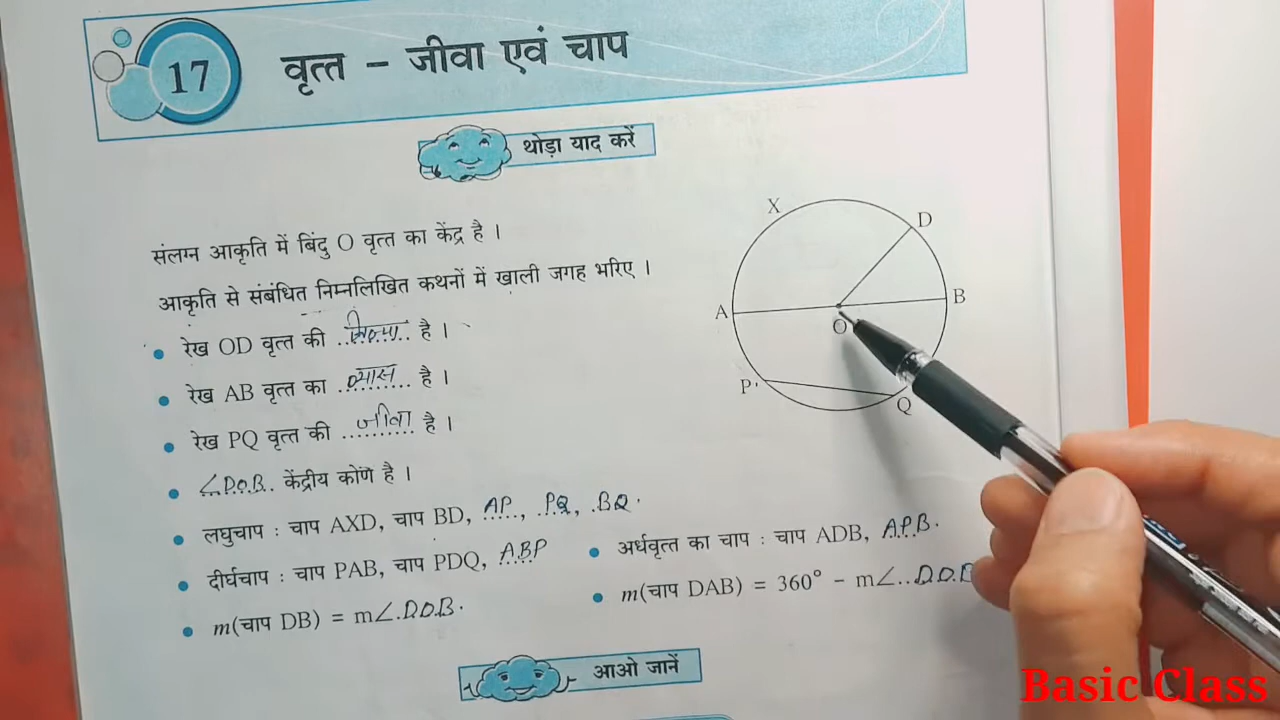 17
वृत्त - जीवा एवं चाप
थोड़ा याद करें
संलग्न आकृति में बिंदु O वृत्त का केंद्र है ।
आकृति से संबंधित निम्नलिखित कथनों में खाली जगह भरिए ।
• रेख OD वृत्त की ..त्रिज्या.. है ।
• रेख AB वृत्त का ..व्यास.. है ।
• रेख PQ वृत्त की ..जीवा.. है ।
• ∠DOB केंद्रीय कोण है ।
• लघुचाप : चाप AXD, चाप BD, AP, PQ, BQ.
• दीर्घचाप : चाप PAB, चाप PDQ, ABP
• अर्धवृत्त का चाप : चाप ADB, APB.
• m(चाप DB) = m∠DOB.
• m(चाप DAB) = 360° - m∠..DOB
आओ जानें
X
D
A
B
O
P
Q
Basic Class